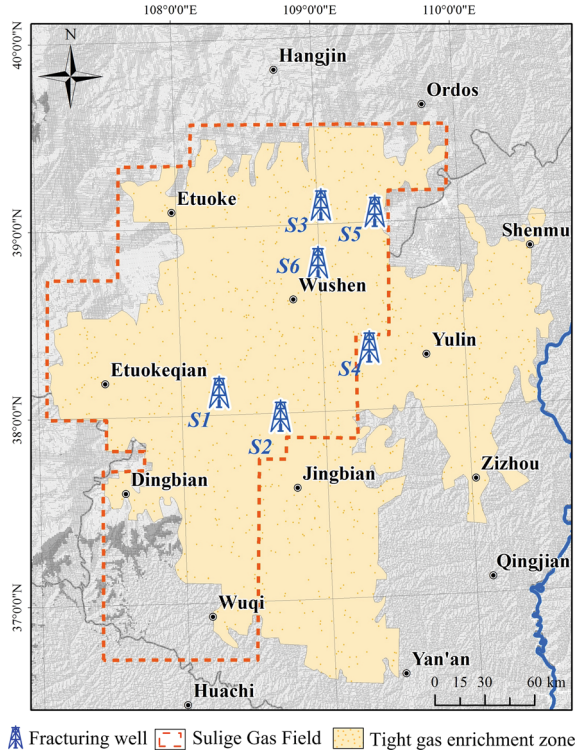 108°0'0"E 109°0'0"E 110°0'0"E
40°0'0"N
N
Hangjin
Ordos
Etuoke
S3
S5
39°0'0"N
Shenmu
S6
Wushen
Yulin
S4
Etuokeqian
S1
38°0'0"N
S2
Zizhou
Dingbian
Jingbian
Qingjian
37°0'0"N
Wuqi
Yan'an
Huachi
0 15 30 60 km
Fracturing well Sulige Gas Field Tight gas enrichment zone